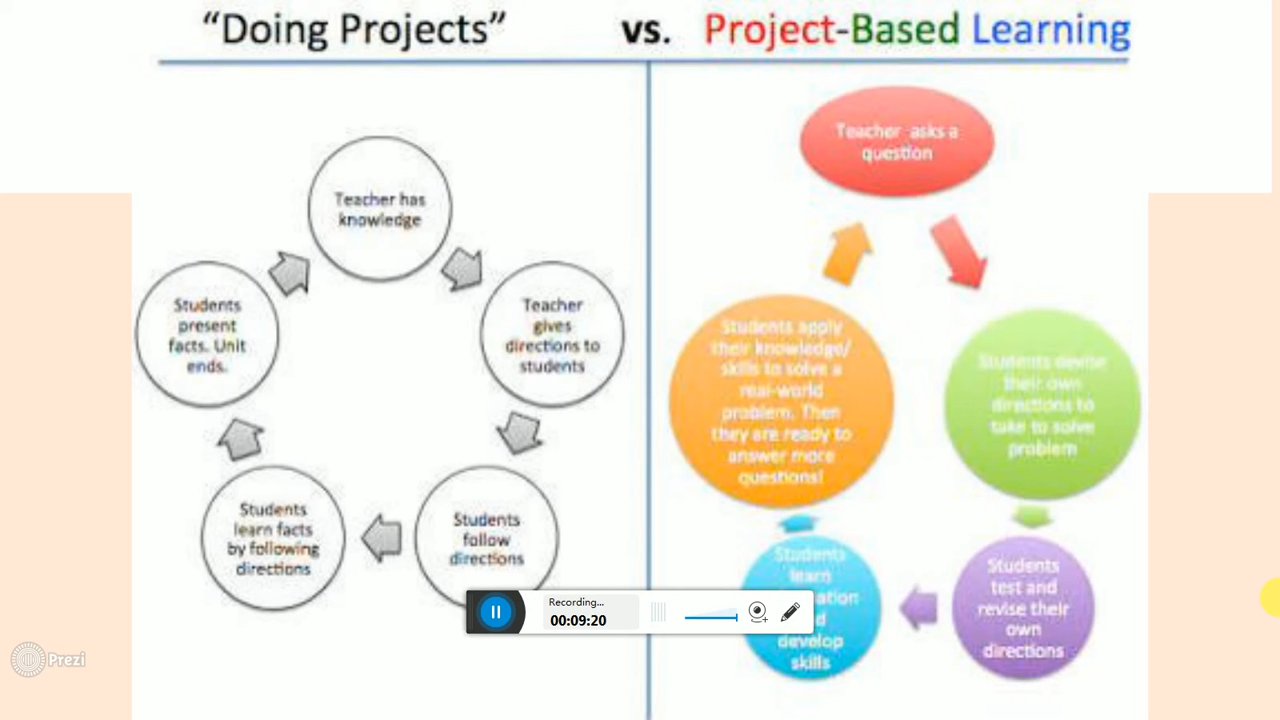 “Doing Projects” vs. Project-Based Learning
Teacher has
knowledge
Teacher
gives
directions to
students
Students
follow
directions
Students
learn facts
by following
directions
Students
present
facts. Unit
ends.
Teacher asks a
question
Students devise
their own
directions to
take to solve
problem
Students
test and
revise their
own
directions
Students
learn
develop
skills
Students apply
their knowledge/
skills to solve a
real-world
problem. Then
they are ready to
answer more
questions!
Recording...
00:09:20
Prezi